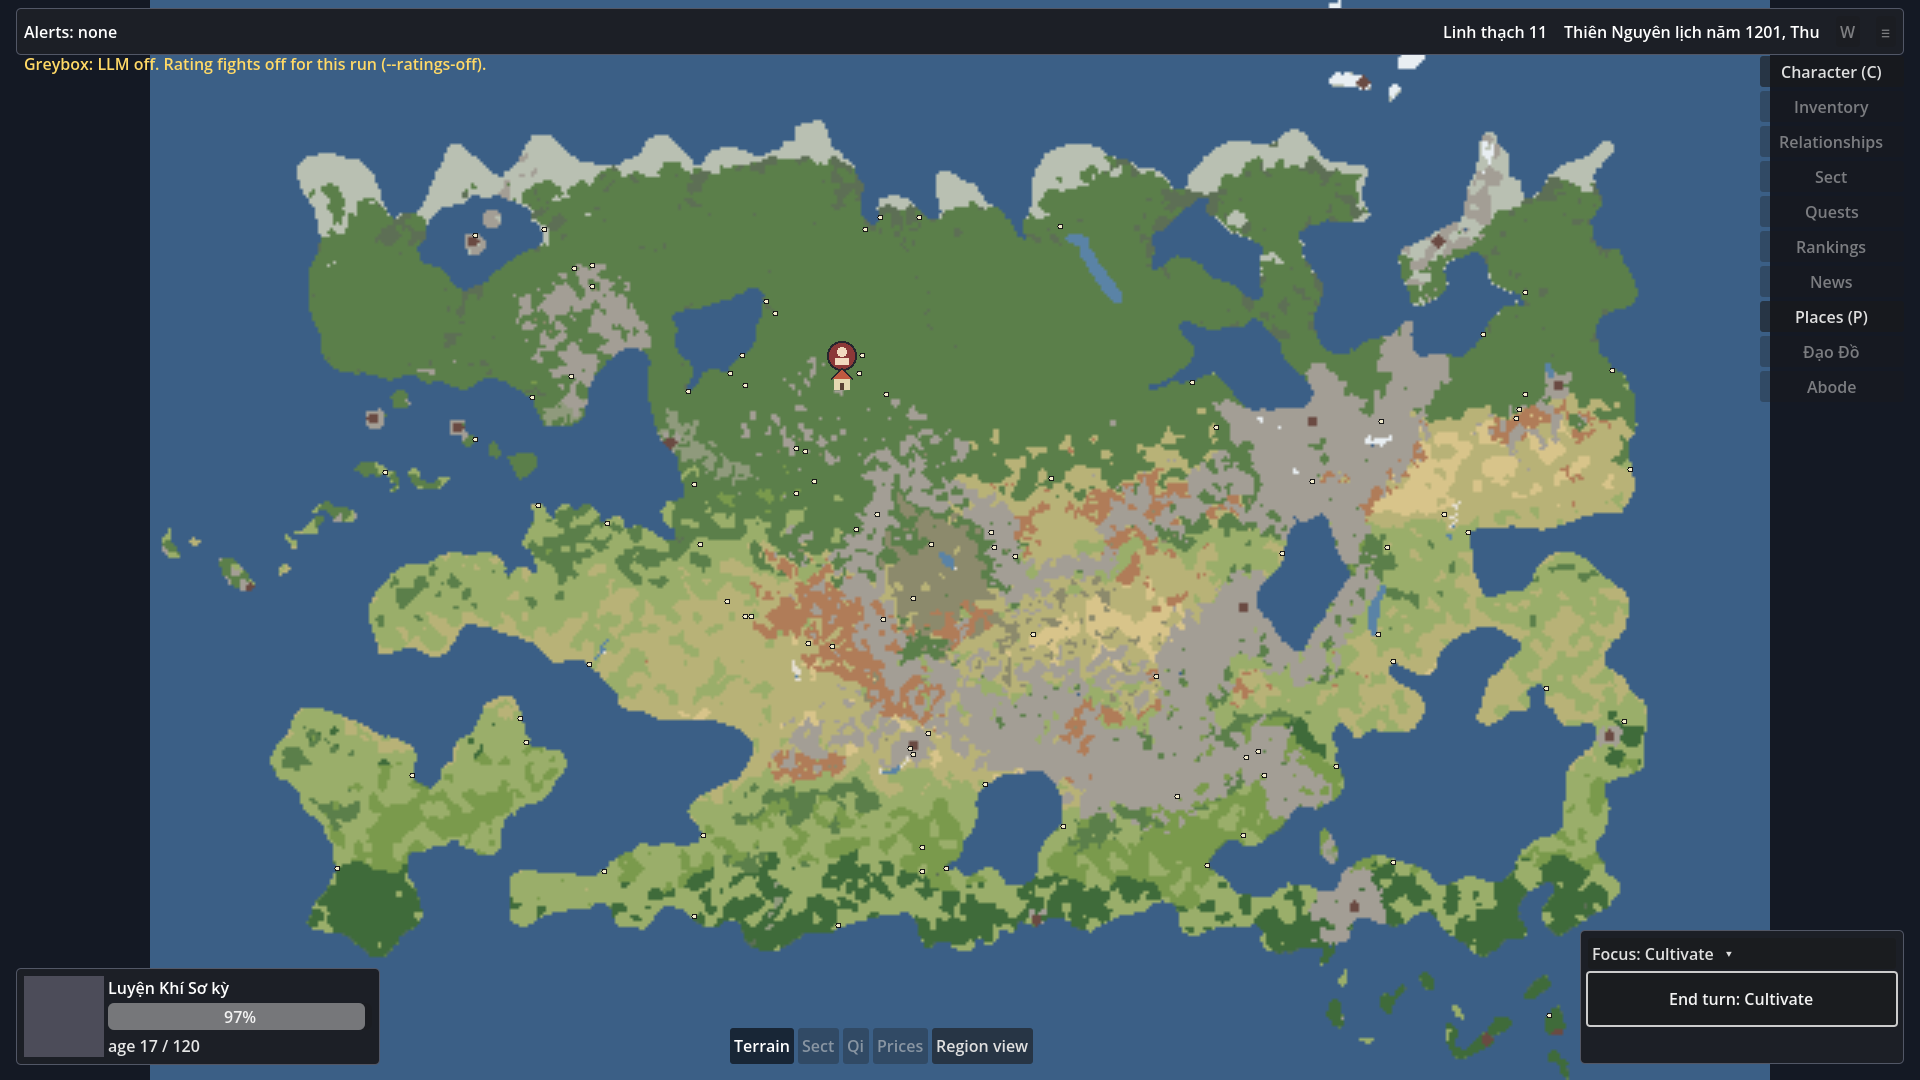 Alerts: none
Linh thạch 11
Thiên Nguyên lịch năm 1201, Thu
W
≡
Greybox: LLM off. Rating fights off for this run (--ratings-off).
Character (C)
Inventory
Relationships
Sect
Quests
Rankings
News
Places (P)
Đạo Đồ
Abode
Luyện Khí Sơ kỳ
97%
age 17 / 120
Terrain
Sect
Qi
Prices
Region view
Focus: Cultivate ▾
End turn: Cultivate